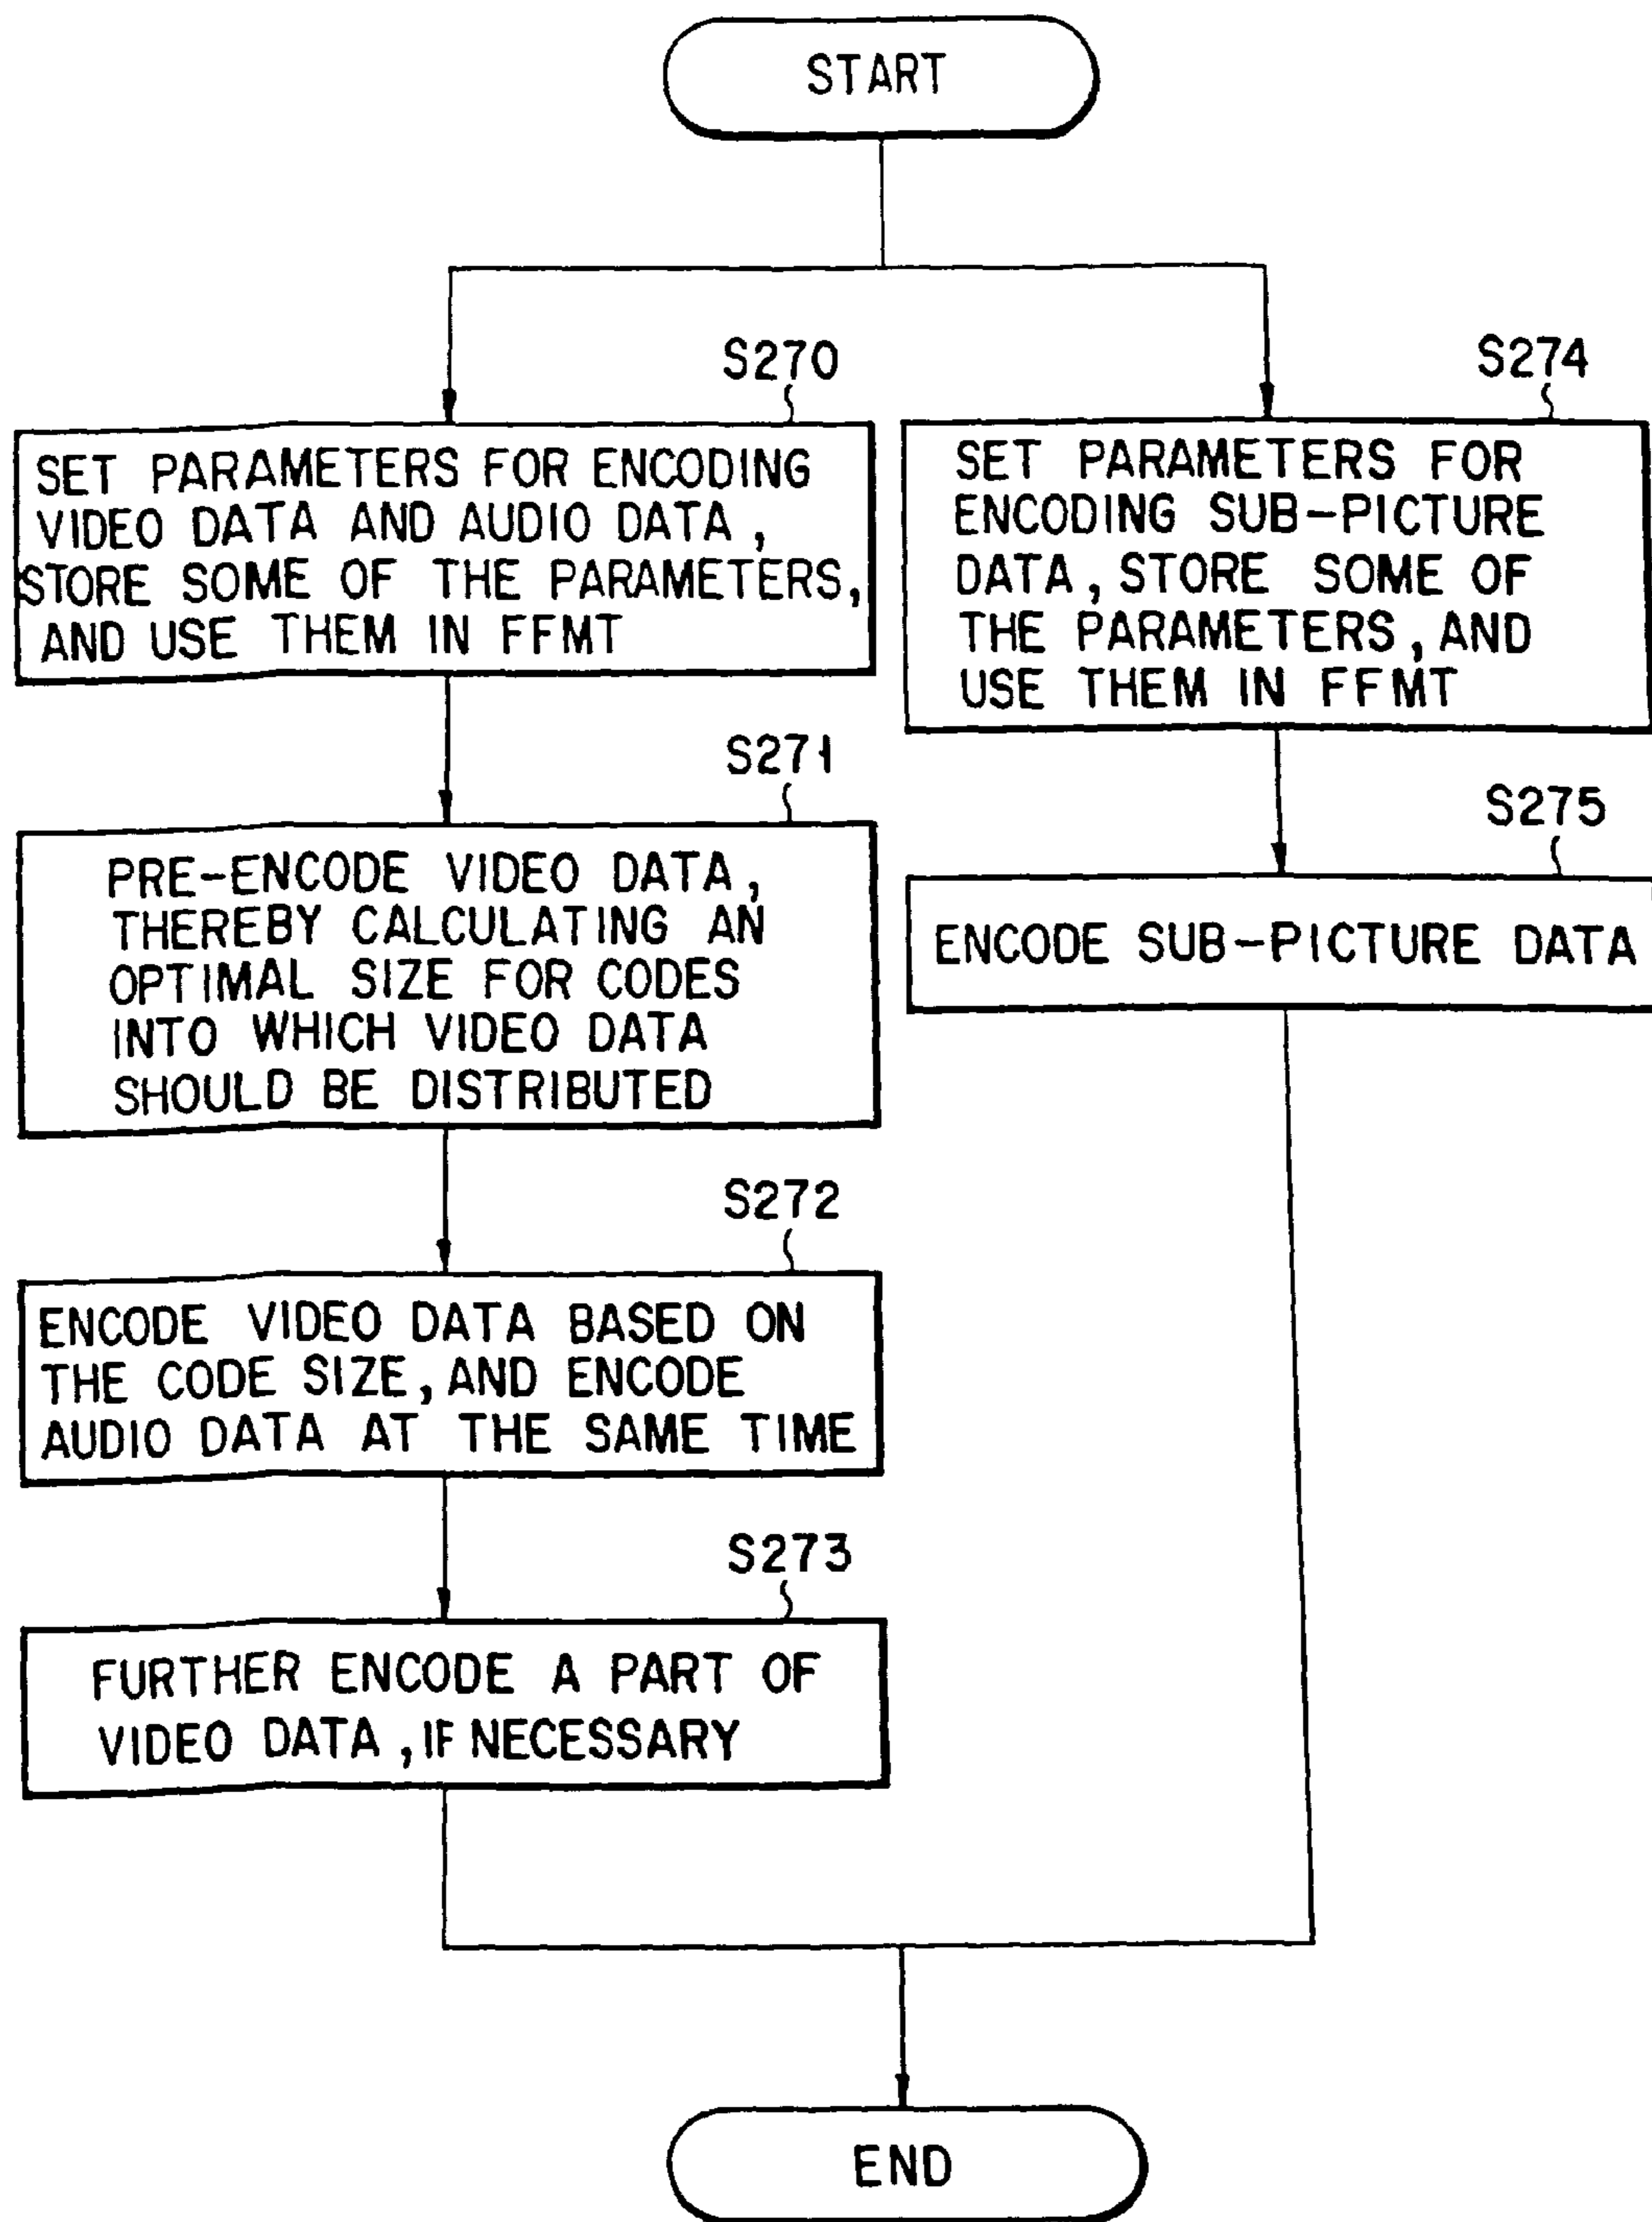 START
S270
SET PARAMETERS FOR ENCODING
VIDEO DATA AND AUDIO DATA,
STORE SOME OF THE PARAMETERS,
AND USE THEM IN FFMT
S271
PRE-ENCODE VIDEO DATA,
THEREBY CALCULATING AN
OPTIMAL SIZE FOR CODES
INTO WHICH VIDEO DATA
SHOULD BE DISTRIBUTED
S272
ENCODE VIDEO DATA BASED ON
THE CODE SIZE, AND ENCODE
AUDIO DATA AT THE SAME TIME
S273
FURTHER ENCODE A PART OF
VIDEO DATA, IF NECESSARY
S274
SET PARAMETERS FOR
ENCODING SUB-PICTURE
DATA, STORE SOME OF
THE PARAMETERS, AND
USE THEM IN FFMT
S275
ENCODE SUB-PICTURE DATA
END